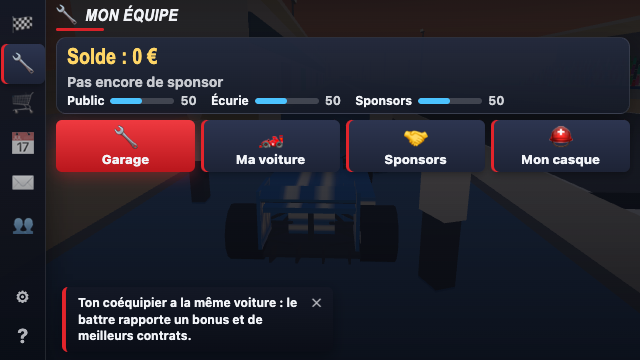 MON ÉQUIPE
Solde : 0 €
Pas encore de sponsor
Public 50 Écurie 50 Sponsors 50
Garage Ma voiture Sponsors Mon casque
17
Ton coéquipier a la même voiture : le
battre rapporte un bonus et de
meilleurs contrats.
?